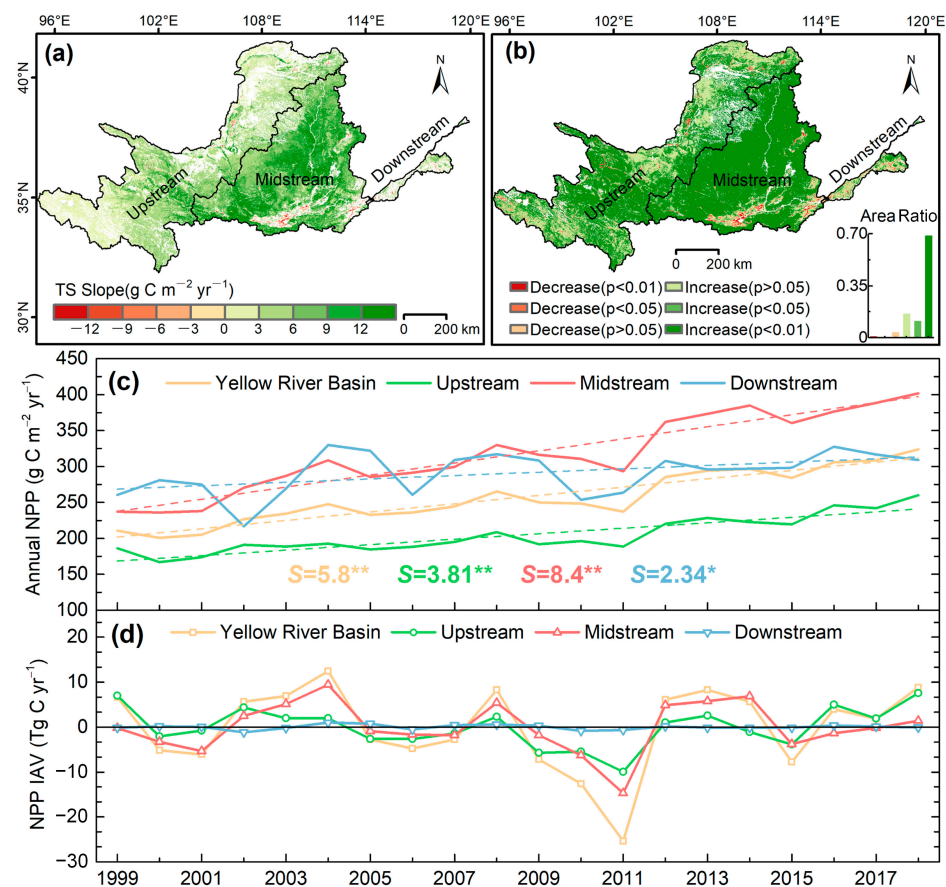 96°E 102°E 108°E 114°E 120°E 96°E 102°E 108°E 114°E 120°E
(a) N
40°N
35°N
30°N
Upstream
Midstream
Downstream
TS Slope(g C m⁻² yr⁻¹)
−12 −9 −6 −3 0 3 6 9 12
0 200 km
(b) N
Upstream
Midstream
Downstream
0 200 km
Decrease(p<0.01) Increase(p>0.05)
Decrease(p<0.05) Increase(p<0.05)
Decrease(p>0.05) Increase(p<0.01)
Area Ratio
0.70
0.35
0
(c)
Yellow River Basin Upstream Midstream Downstream
Annual NPP (g C m⁻² yr⁻¹)
450
400
350
300
250
200
150
100
S=5.8** S=3.81** S=8.4** S=2.34*
(d)
Yellow River Basin Upstream Midstream Downstream
NPP IAV (Tg C yr⁻¹)
20
10
0
−10
−20
−30
1999 2001 2003 2005 2007 2009 2011 2013 2015 2017